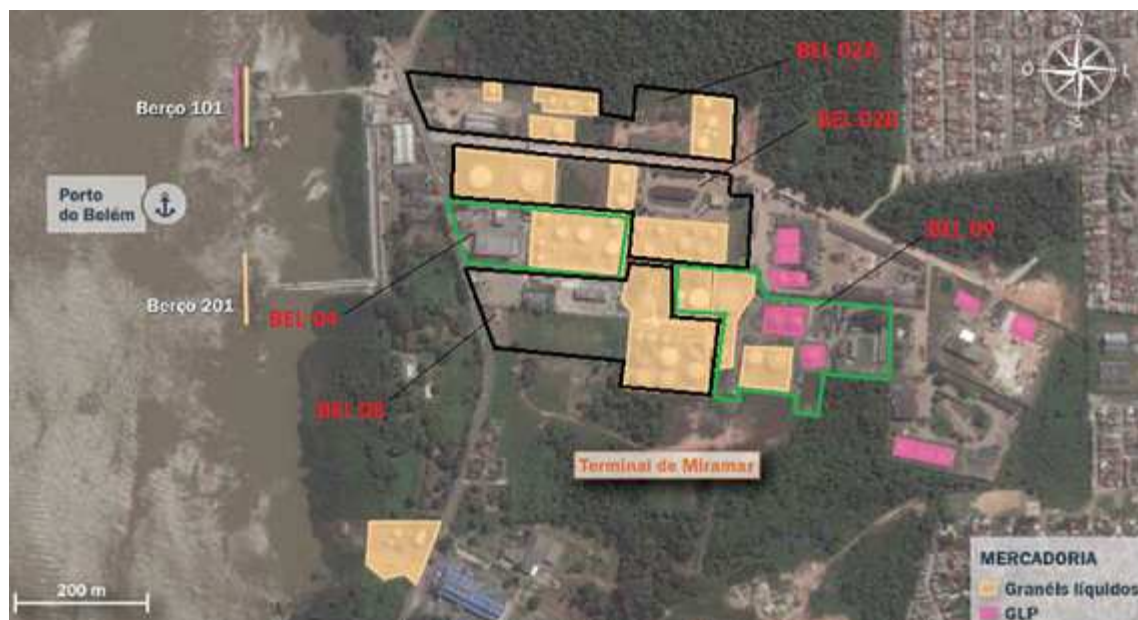 BEL 02A
N
O
L
S
Berço 101
BEL 02B
Porto
do Belém
BEL 09
Berço 201
BEL 04
BEL 08
Terminal de Miramar
200 m
MERCADORIA
Granéis líquidos
GLP